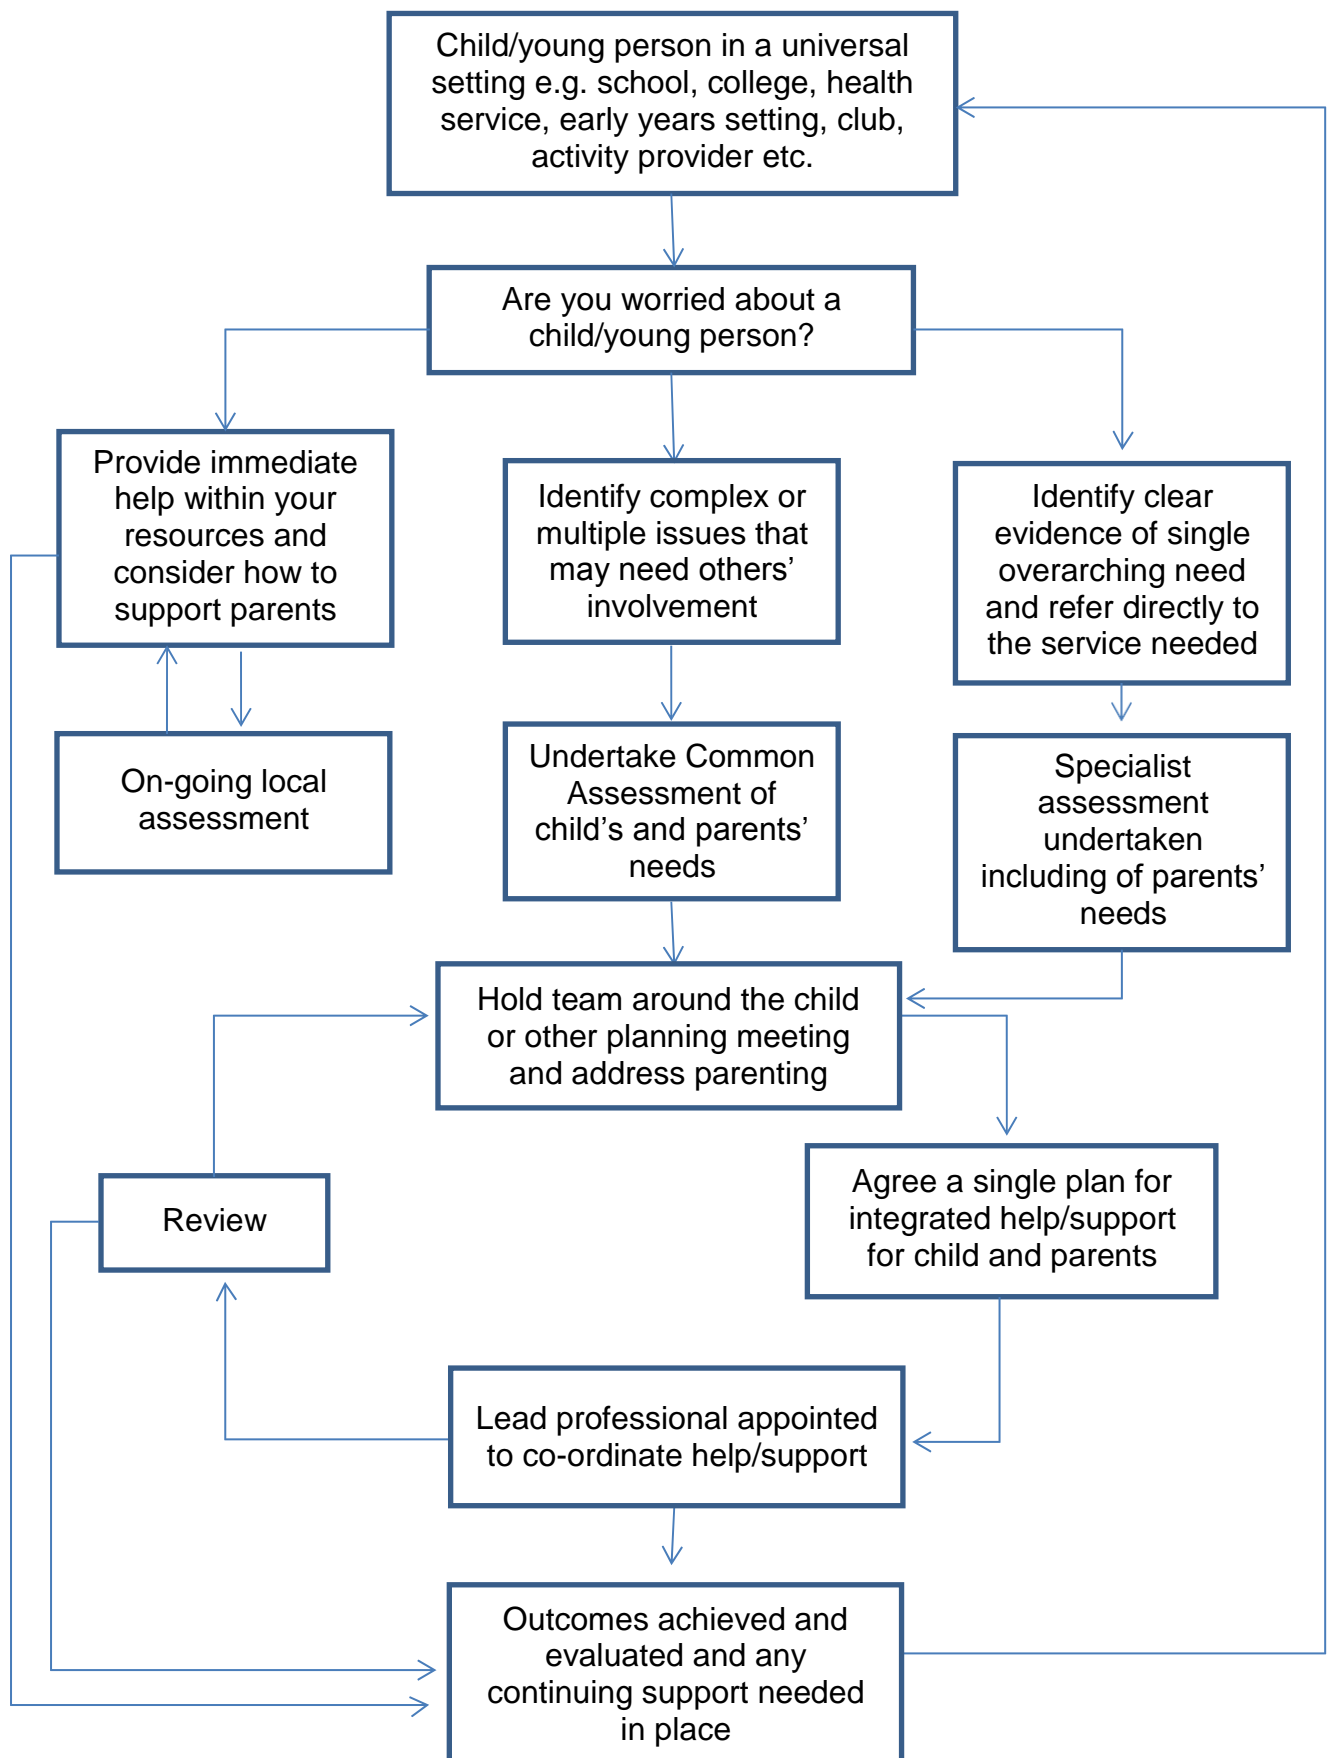 Child/young person in a universal
setting e.g. school, college, health
service, early years setting, club,
activity provider etc.
Are you worried about a
child/young person?
Provide immediate
help within your
resources and
consider how to
support parents
Identify complex or
multiple issues that
may need others’
involvement
Identify clear
evidence of single
overarching need
and refer directly to
the service needed
On-going local
assessment
Undertake Common
Assessment of
child’s and parents’
needs
Specialist
assessment
undertaken
including of parents’
needs
Hold team around the child
or other planning meeting
and address parenting
Agree a single plan for
integrated help/support
for child and parents
Review
Lead professional appointed
to co-ordinate help/support
Outcomes achieved and
evaluated and any
continuing support needed
in place